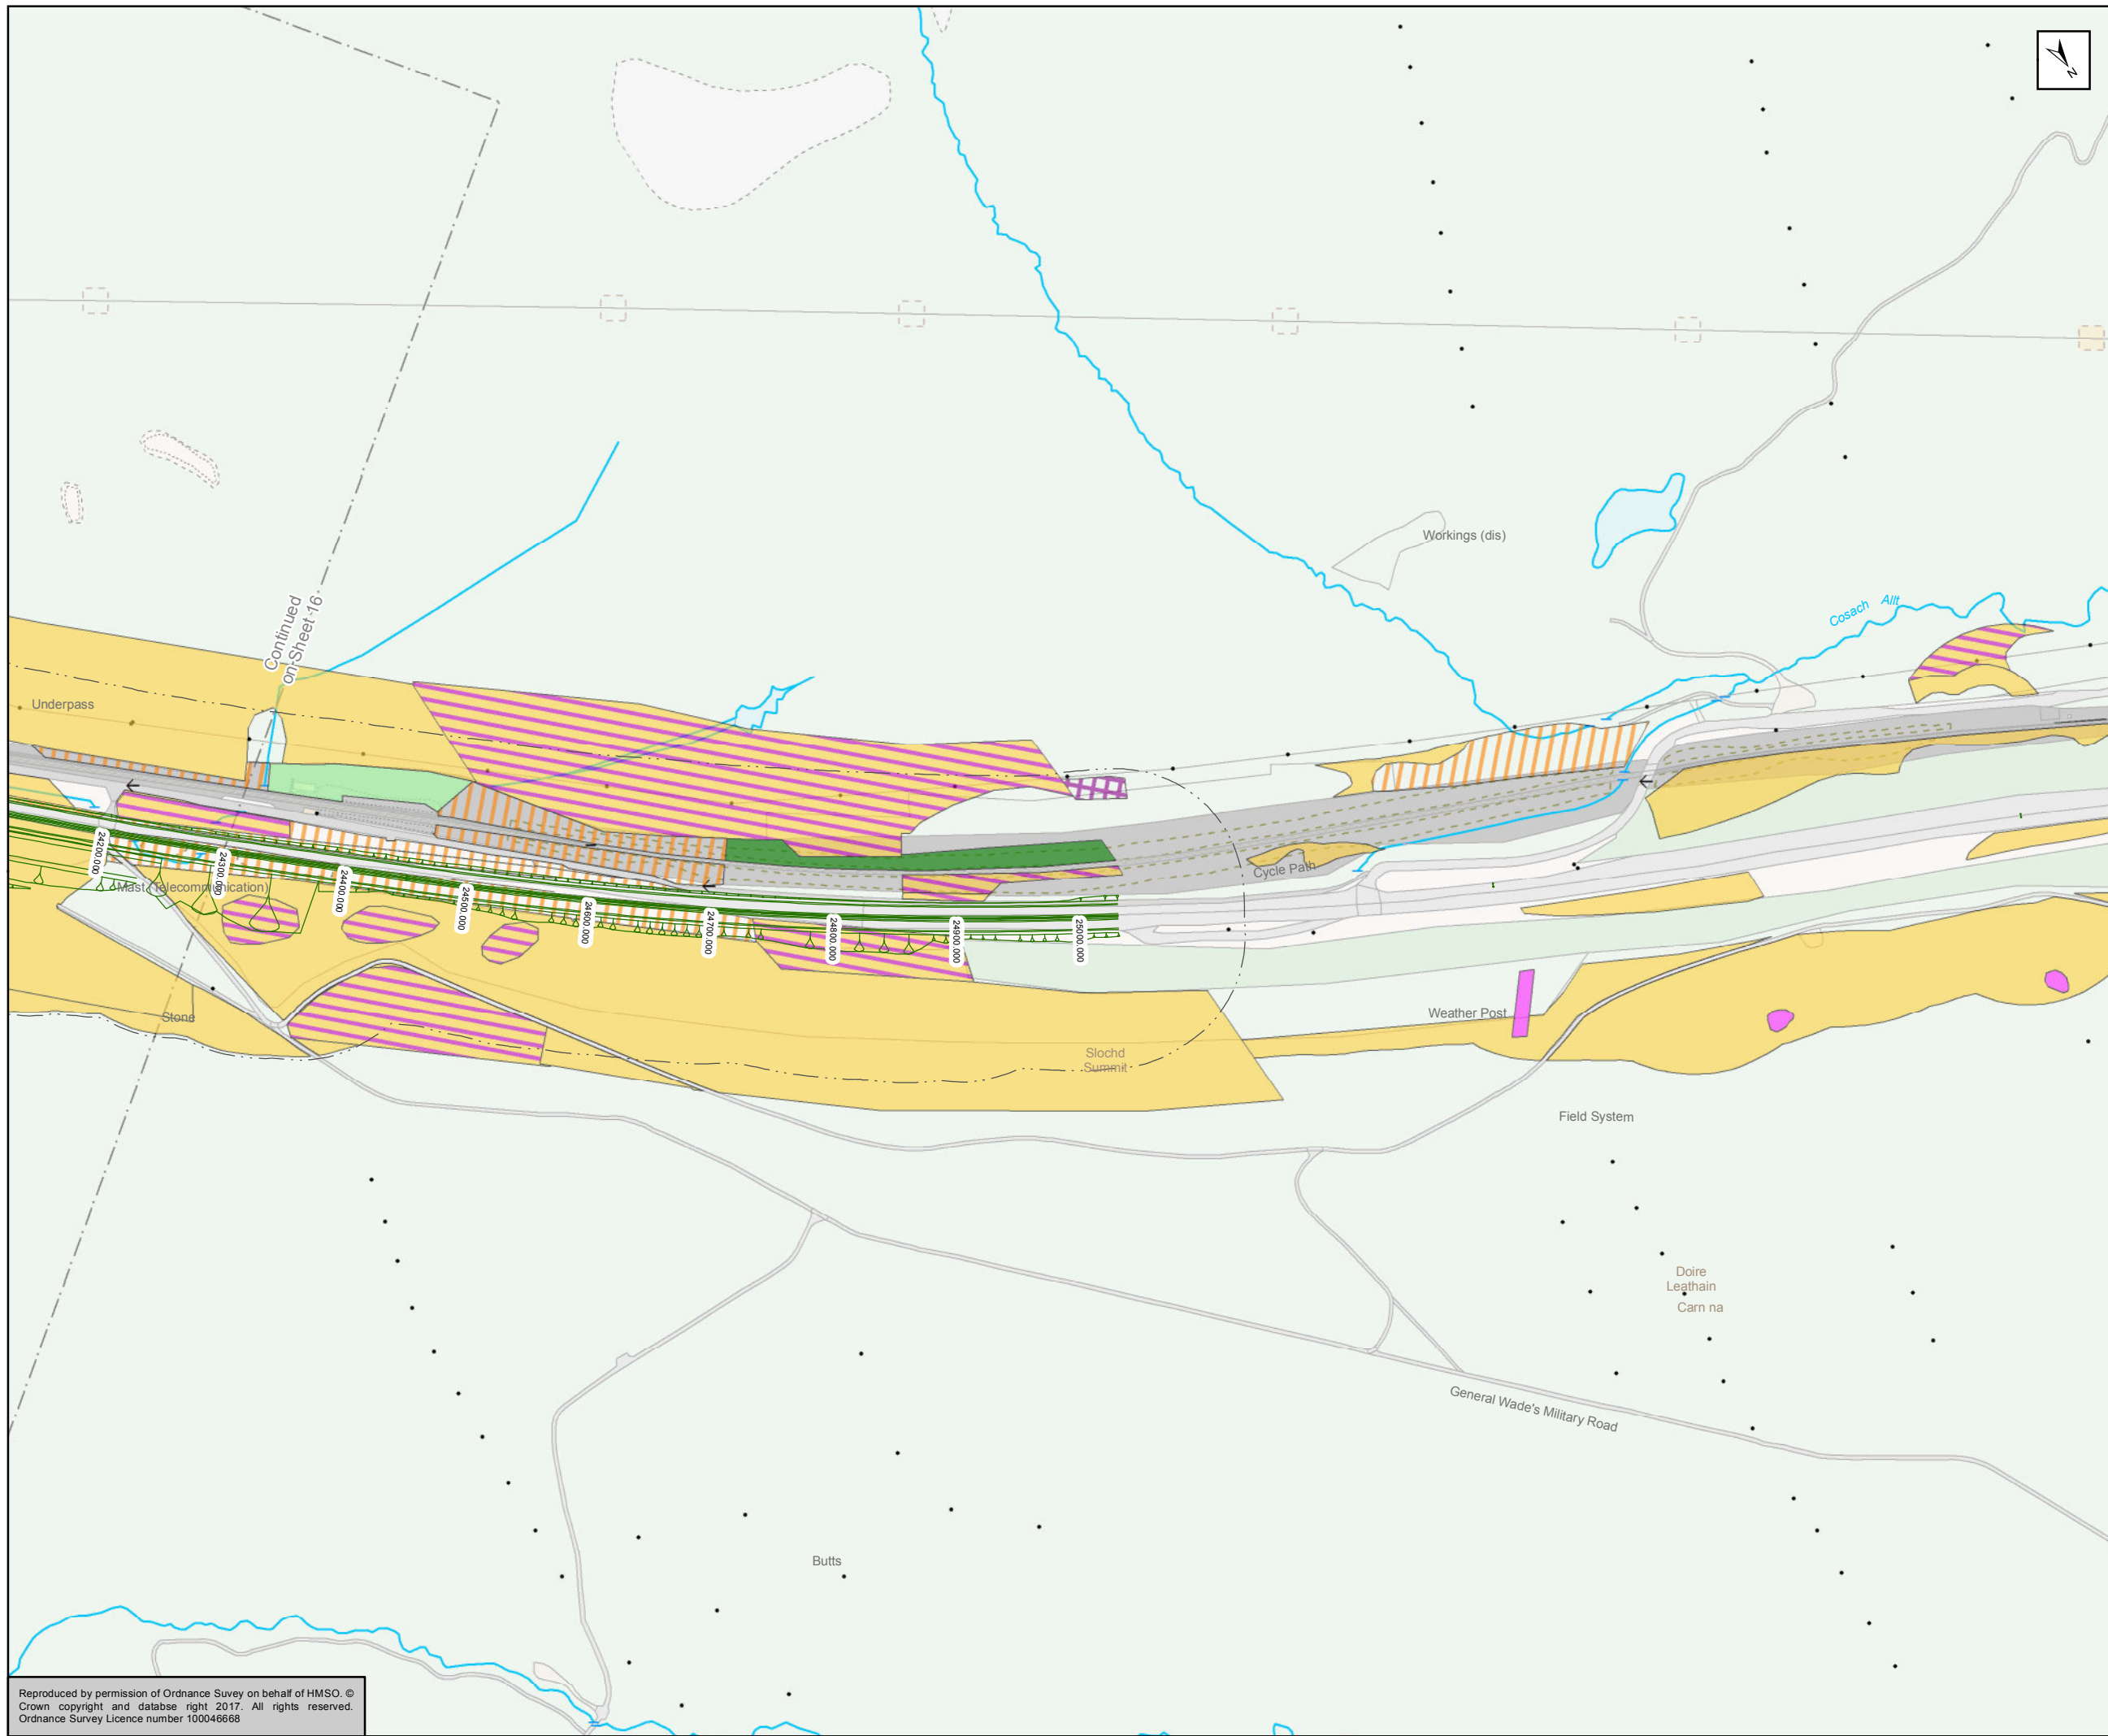 N
Workings (dis)
Cosach Allt
Continued
on Sheet 16
Underpass
24200.000
24300.000
24400.000
24500.000
24600.000
24700.000
24800.000
24900.000
25000.000
Cycle Path
Mast (Telecommunication)
Stone
Weather Post
Slochd
Summit
Field System
Doire
Leathain
Carn na
General Wade's Military Road
Butts
Reproduced by permission of Ordnance Suvey on behalf of HMSO. ©
Crown copyright and databse right 2017. All rights reserved.
Ordnance Survey Licence number 100046668